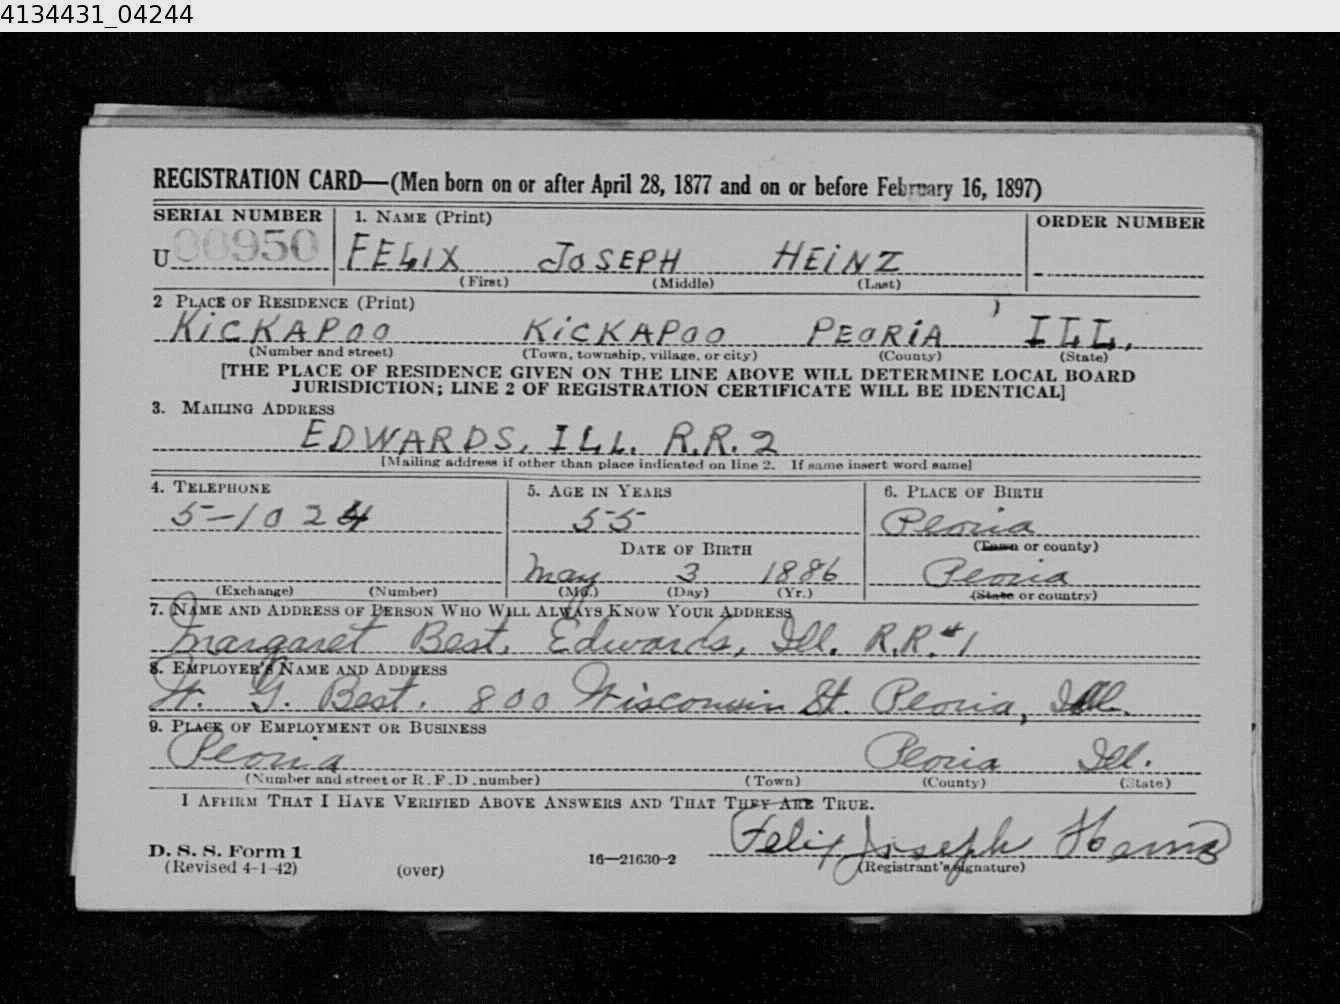 4134431_04244
REGISTRATION CARD—(Men born on or after April 28, 1877 and on or before February 16, 1897)
SERIAL NUMBER 1. NAME (Print) ORDER NUMBER
U 00950 FELIX JOSEPH HEINZ
(First) (Middle) (Last)
2 PLACE OF RESIDENCE (Print)
KICKAPOO KICKAPOO PEORIA ILL.
(Number and street) (Town, township, village, or city) (County) (State)
[THE PLACE OF RESIDENCE GIVEN ON THE LINE ABOVE WILL DETERMINE LOCAL BOARD
JURISDICTION; LINE 2 OF REGISTRATION CERTIFICATE WILL BE IDENTICAL]
3. MAILING ADDRESS
EDWARDS, ILL. R.R. 2
[Mailing address if other than place indicated on line 2. If same insert word same]
4. TELEPHONE 5. AGE IN YEARS 6. PLACE OF BIRTH
5-1024 55 Peoria
DATE OF BIRTH (Town or county)
May 3 1886 Peoria
(Exchange) (Number) (Mo.) (Day) (Yr.) (State or country)
7. NAME AND ADDRESS OF PERSON WHO WILL ALWAYS KNOW YOUR ADDRESS
Margaret Best, Edwards, Ill. R.R. #1
8. EMPLOYER'S NAME AND ADDRESS
W. G. Best. 800 Wisconsin St. Peoria, Ill.
9. PLACE OF EMPLOYMENT OR BUSINESS
Peoria Peoria Ill.
(Number and street or R. F. D. number) (Town) (County) (State)
I AFFIRM THAT I HAVE VERIFIED ABOVE ANSWERS AND THAT THEY ARE TRUE.
Felix Joseph Heinz
D. S. S. Form 1
(Revised 4-1-42) (over) 16—21630-2 (Registrant's signature)